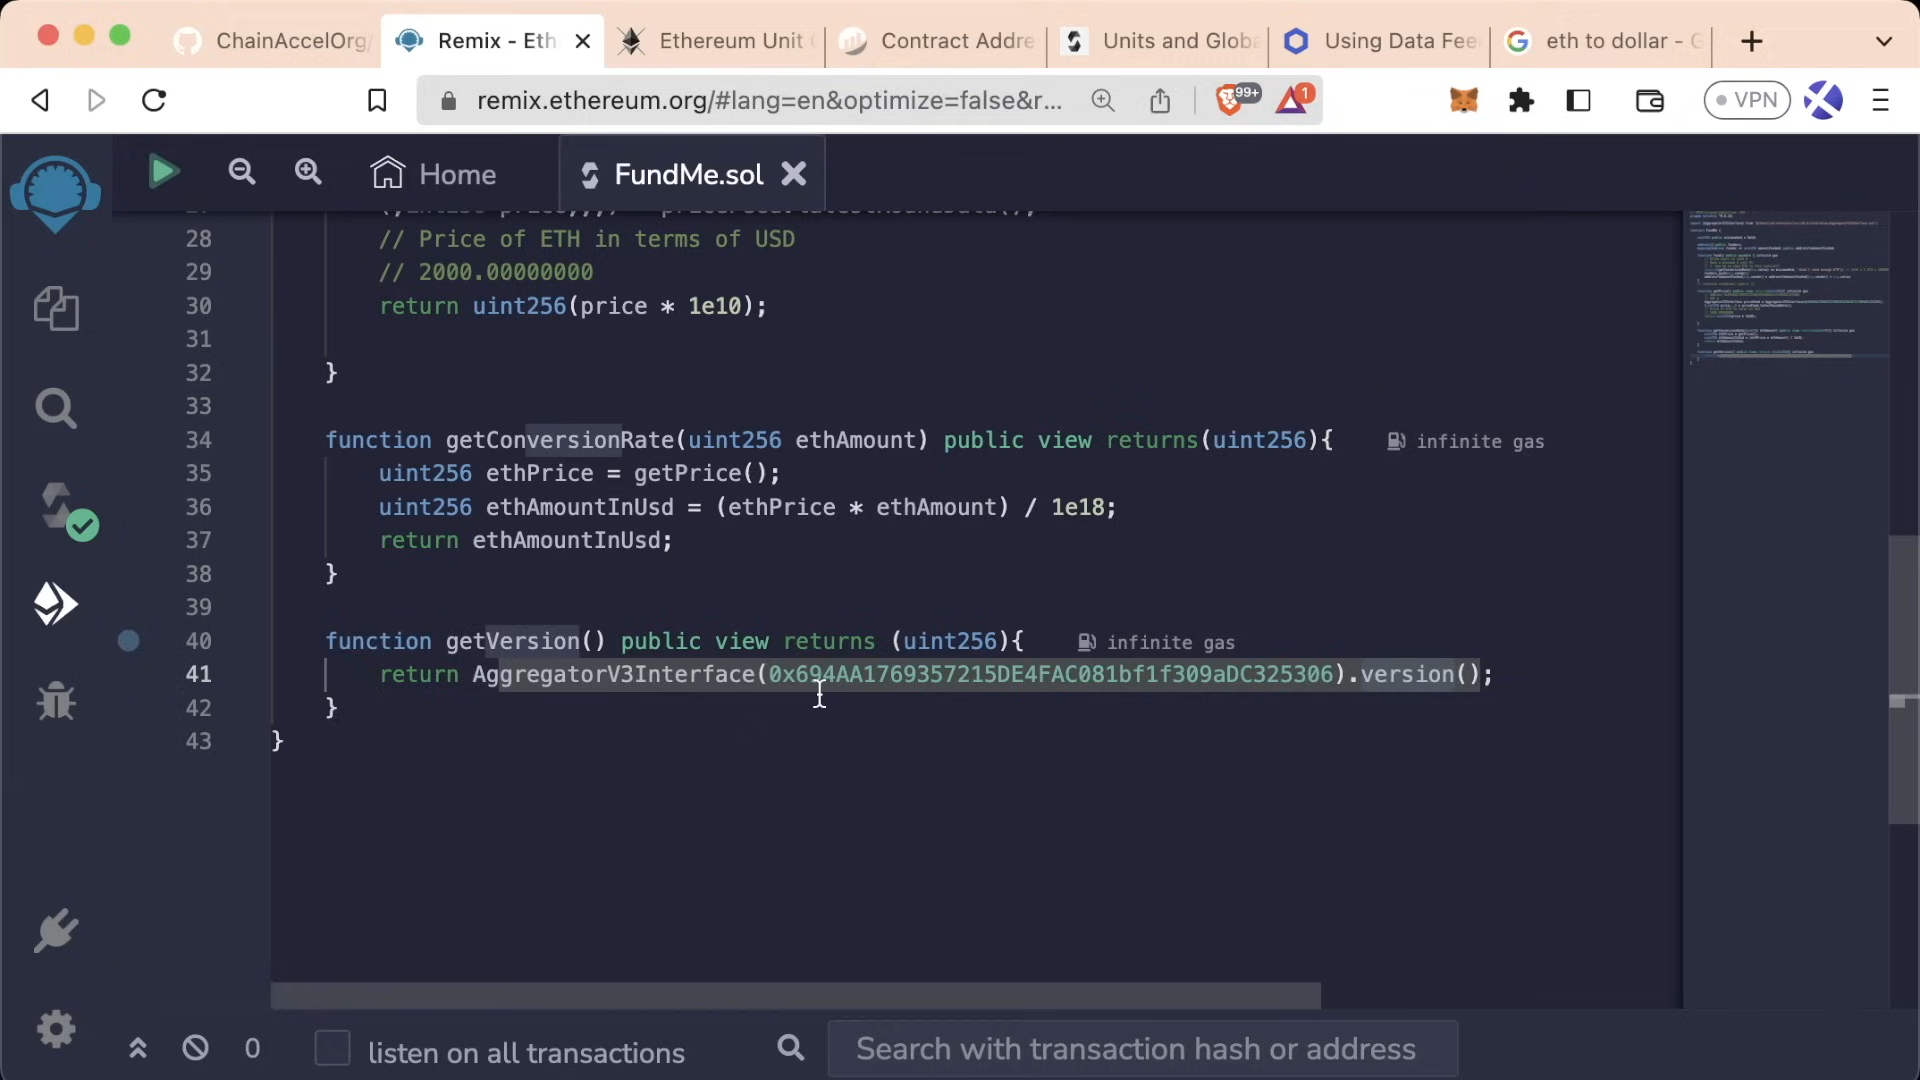 ChainAccelOrg/
Remix - Eth
Ethereum Unit
Contract Addre
Units and Globa
Using Data Fee
eth to dollar - G
remix.ethereum.org/#lang=en&optimize=false&r...
99+
1
VPN
Home
FundMe.sol
28 // Price of ETH in terms of USD
29 // 2000.00000000
30 return uint256(price * 1e10);
31
32 }
33
34 function getConversionRate(uint256 ethAmount) public view returns(uint256){ infinite gas
35 uint256 ethPrice = getPrice();
36 uint256 ethAmountInUsd = (ethPrice * ethAmount) / 1e18;
37 return ethAmountInUsd;
38 }
39
40 function getVersion() public view returns (uint256){ infinite gas
41 return AggregatorV3Interface(0x694AA1769357215DE4FAC081bf1f309aDC325306).version();
42 }
43 }
0
listen on all transactions
Search with transaction hash or address